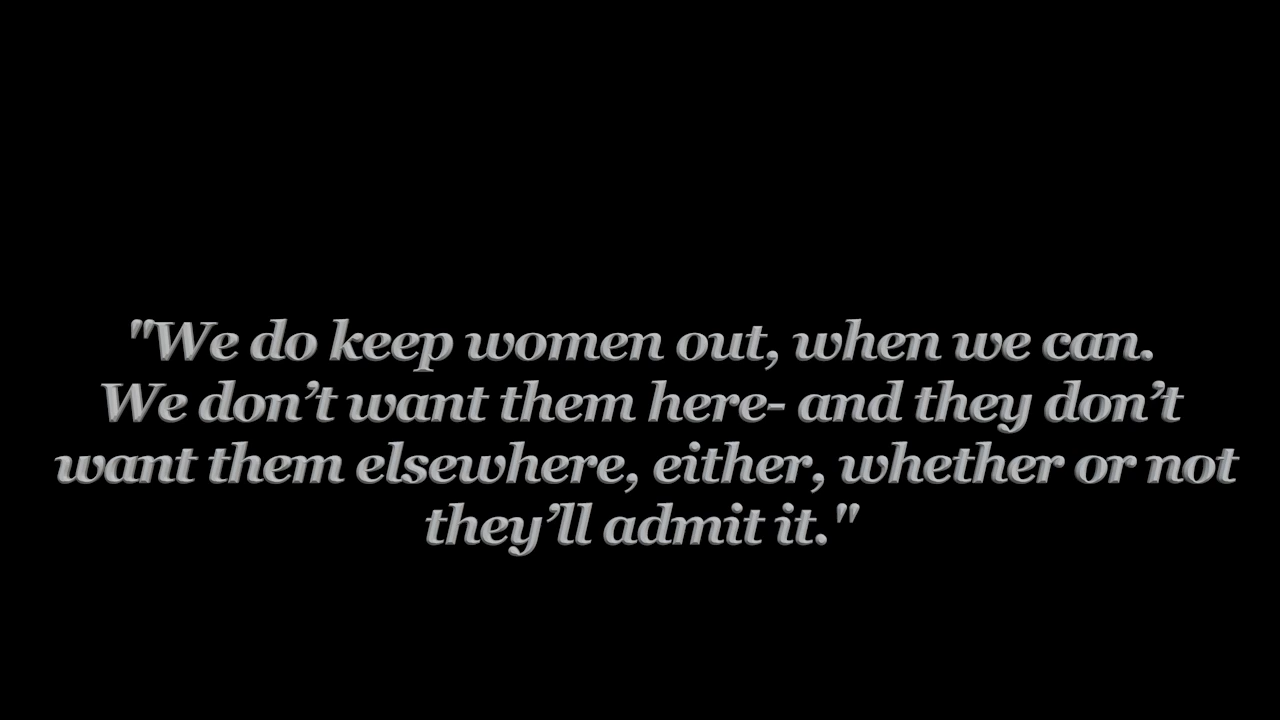 "We do keep women out, when we can.
We don’t want them here- and they don’t
want them elsewhere, either, whether or not
they’ll admit it."